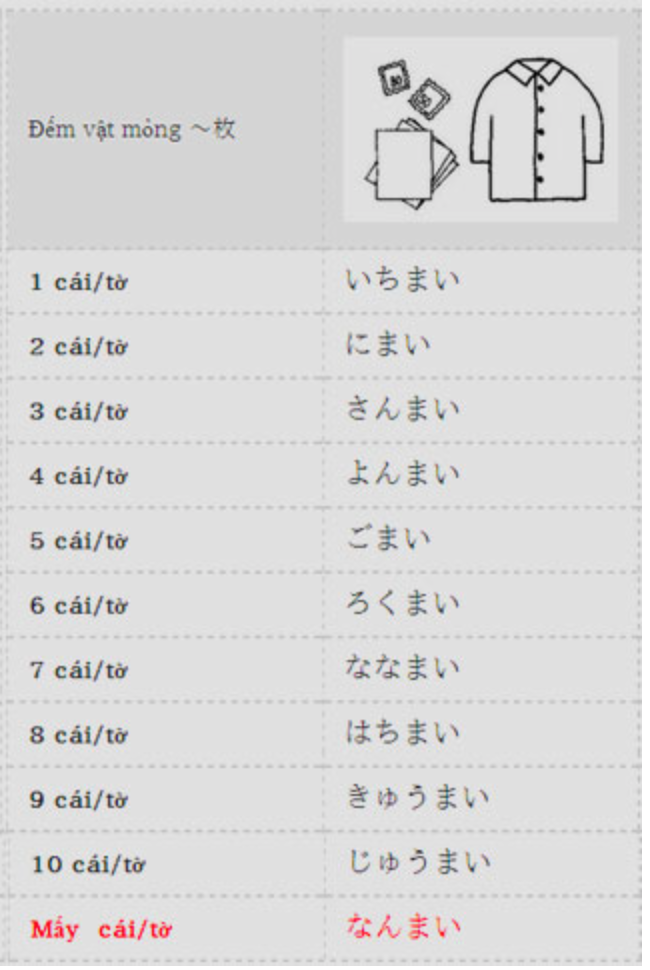 Đếm vật mỏng ～枚
1 cái/tờ いちまい
2 cái/tờ にまい
3 cái/tờ さんまい
4 cái/tờ よんまい
5 cái/tờ ごまい
6 cái/tờ ろくまい
7 cái/tờ ななまい
8 cái/tờ はちまい
9 cái/tờ きゅうまい
10 cái/tờ じゅうまい
Mấy cái/tờ なんまい